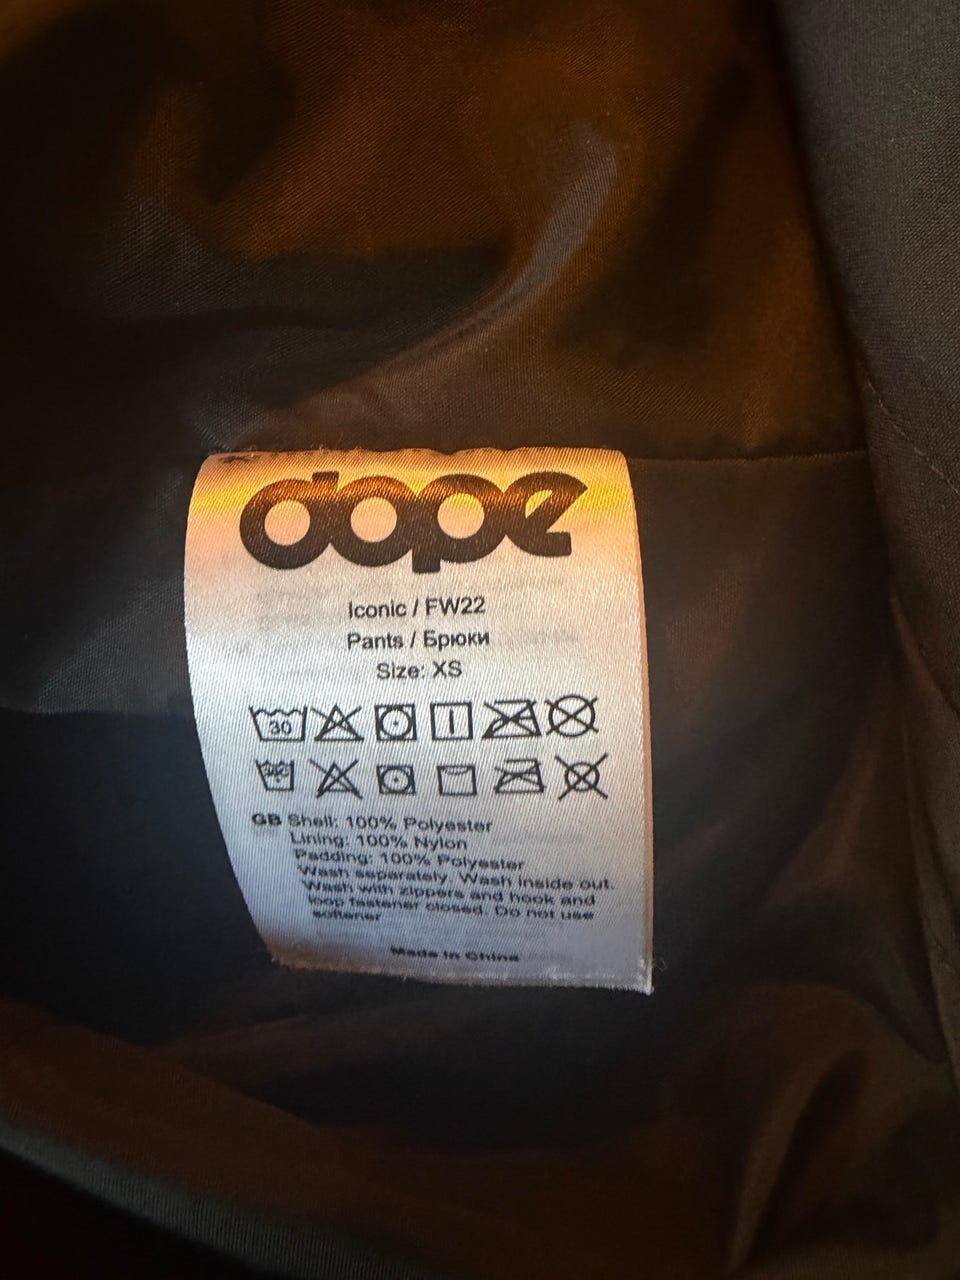 dope
Iconic / FW22
Pants / Брюки
Size: XS
30
GB Shell: 100% Polyester
Lining: 100% Nylon
Padding: 100% Polyester
Wash separately. Wash inside out.
Wash with zippers and hook and
loop fastener closed. Do not use
softener
Made in China